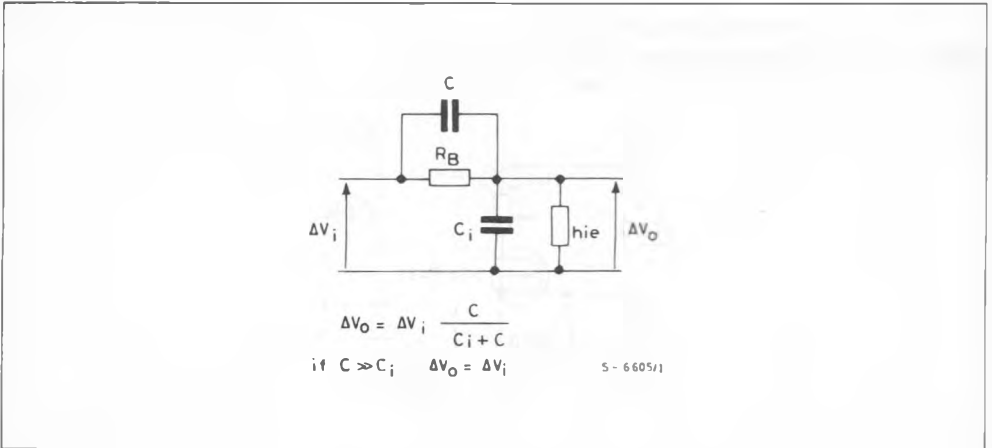 C
R_B
ΔV_i
C_i
hie
ΔV_o
ΔV_o = ΔV_i C / (C_i + C)
if C ≫ C_i ΔV_o = ΔV_i
S-6605/1